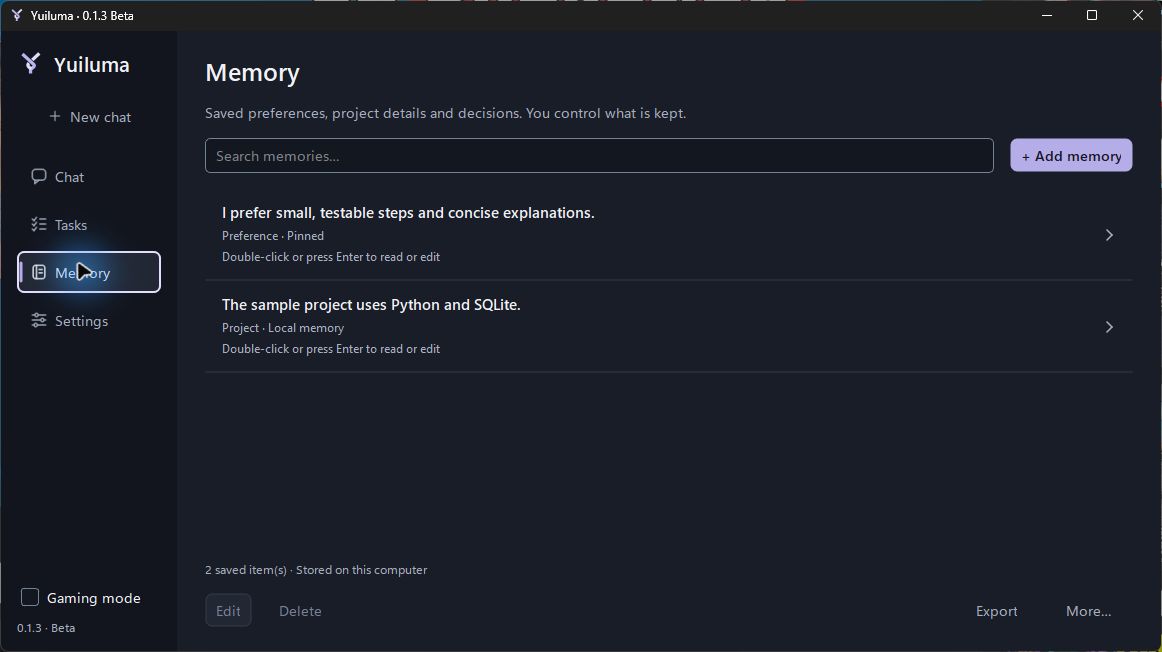 Yuiluma · 0.1.3 Beta
Yuiluma
+ New chat
Chat
Tasks
Memory
Settings
Gaming mode
0.1.3 · Beta
Memory
Saved preferences, project details and decisions. You control what is kept.
Search memories...
+ Add memory
I prefer small, testable steps and concise explanations.
Preference · Pinned
Double-click or press Enter to read or edit
The sample project uses Python and SQLite.
Project · Local memory
Double-click or press Enter to read or edit
2 saved item(s) · Stored on this computer
Edit
Delete
Export
More...